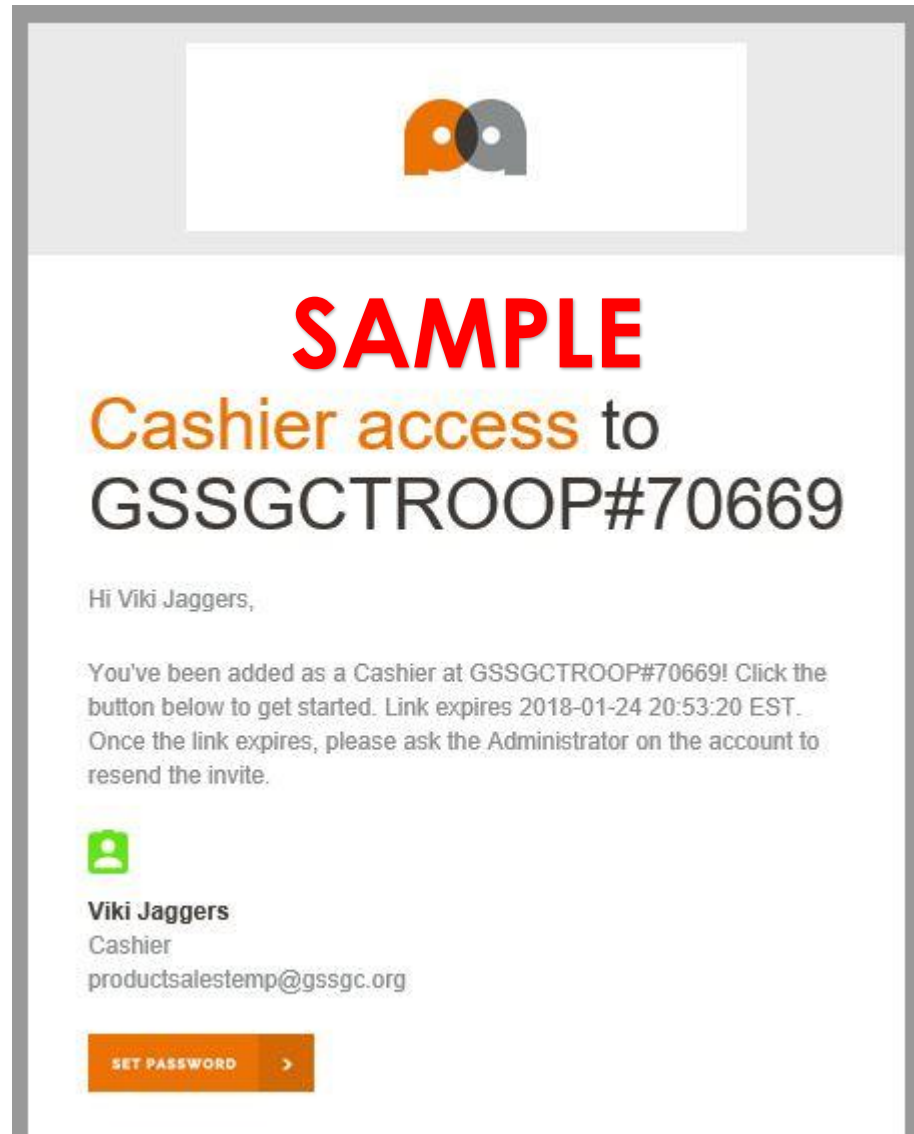 SAMPLE
Cashier access to
GSSGCTROOP#70669
Hi Viki Jaggers,
You've been added as a Cashier at GSSGCTROOP#70669! Click the
button below to get started. Link expires 2018-01-24 20:53:20 EST.
Once the link expires, please ask the Administrator on the account to
resend the invite.
Viki Jaggers
Cashier
productsalestemp@gssgc.org
SET PASSWORD >